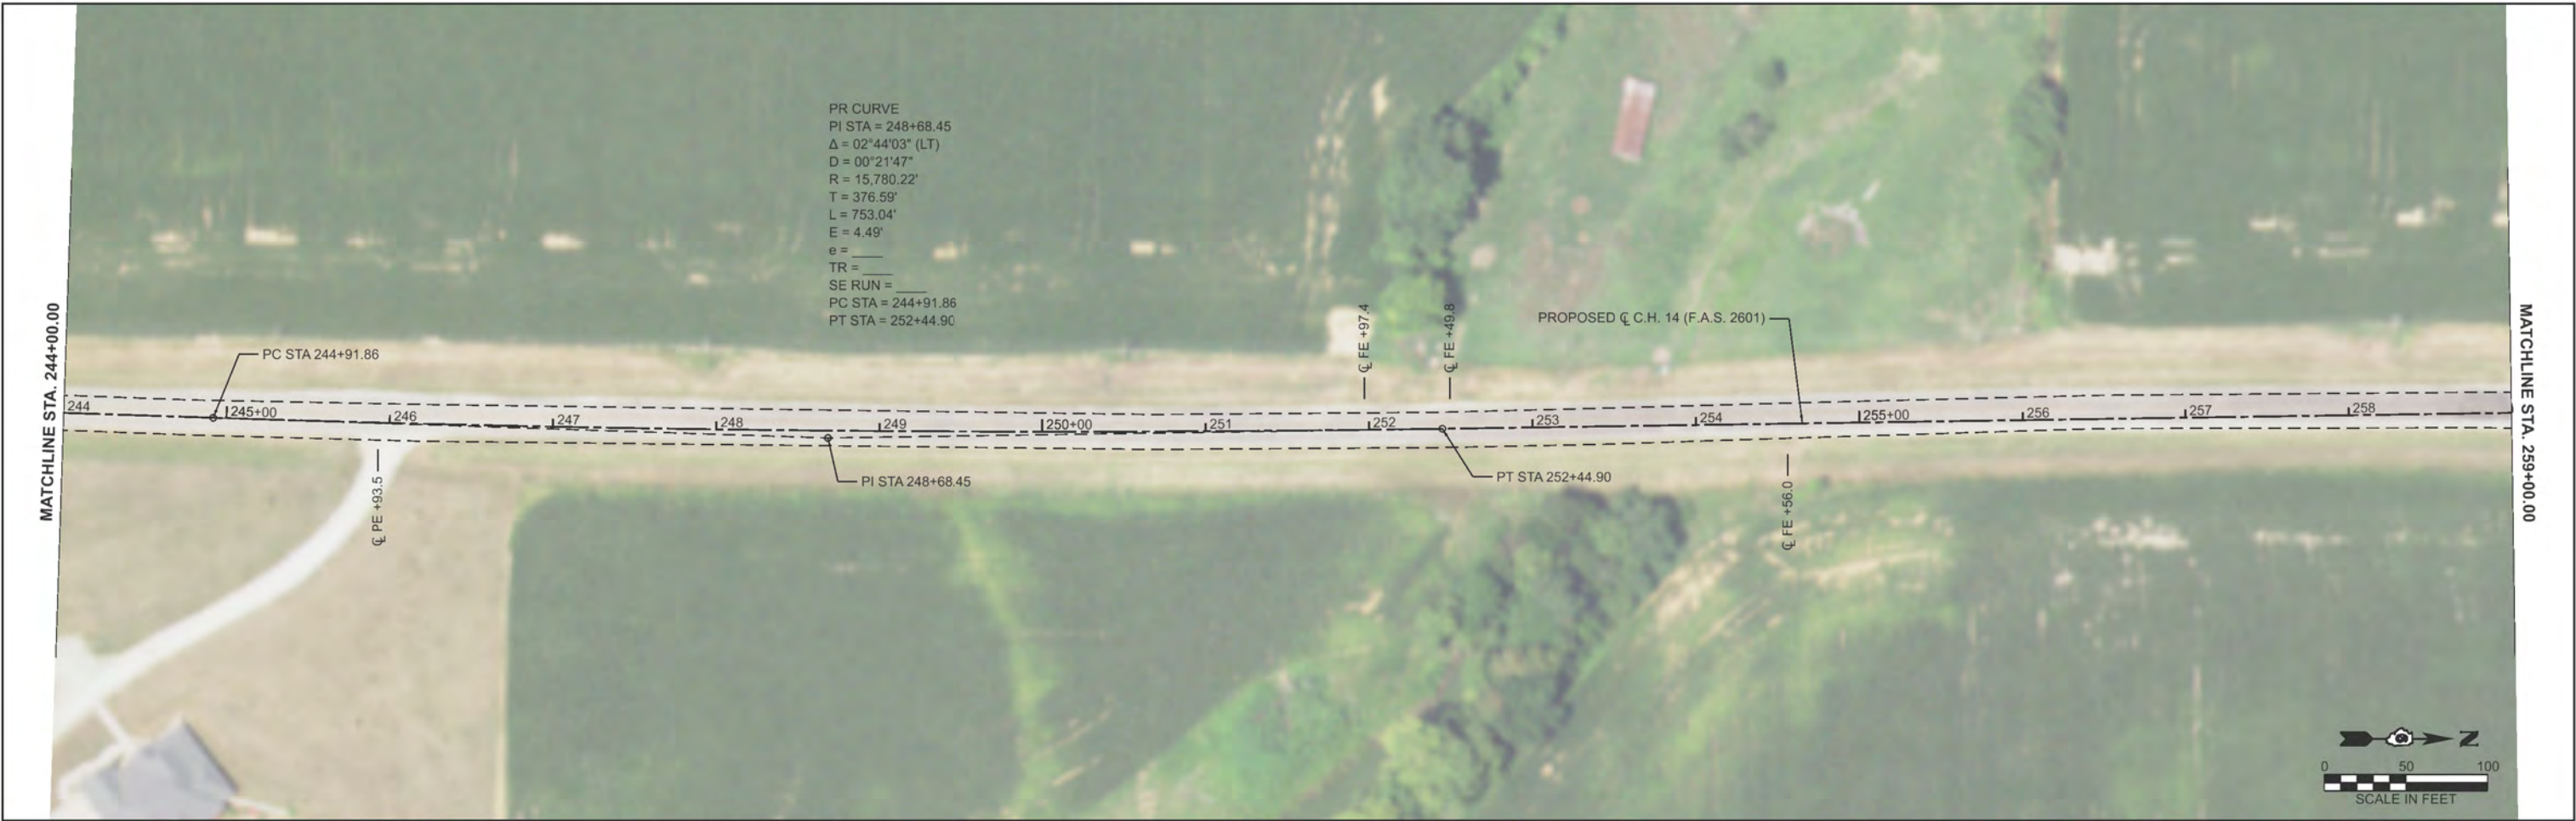 PR CURVE
PI STA = 248+68.45
Δ = 02°44'03" (LT)
D = 00°21'47"
R = 15,780.22'
T = 376.59'
L = 753.04'
E = 4.49'
e = ____
TR = ____
SE RUN = ____
PC STA = 244+91.86
PT STA = 252+44.90
MATCHLINE STA. 244+00.00
PC STA 244+91.86
℄ FE +97.4
℄ FE +49.8
PROPOSED ℄ C.H. 14 (F.A.S. 2601)
MATCHLINE STA. 259+00.00
244
245+00
246
247
248
249
250+00
251
252
253
254
255+00
256
257
258
℄ PE +93.5
PI STA 248+68.45
PT STA 252+44.90
℄ FE +56.0
N
0 50 100
SCALE IN FEET